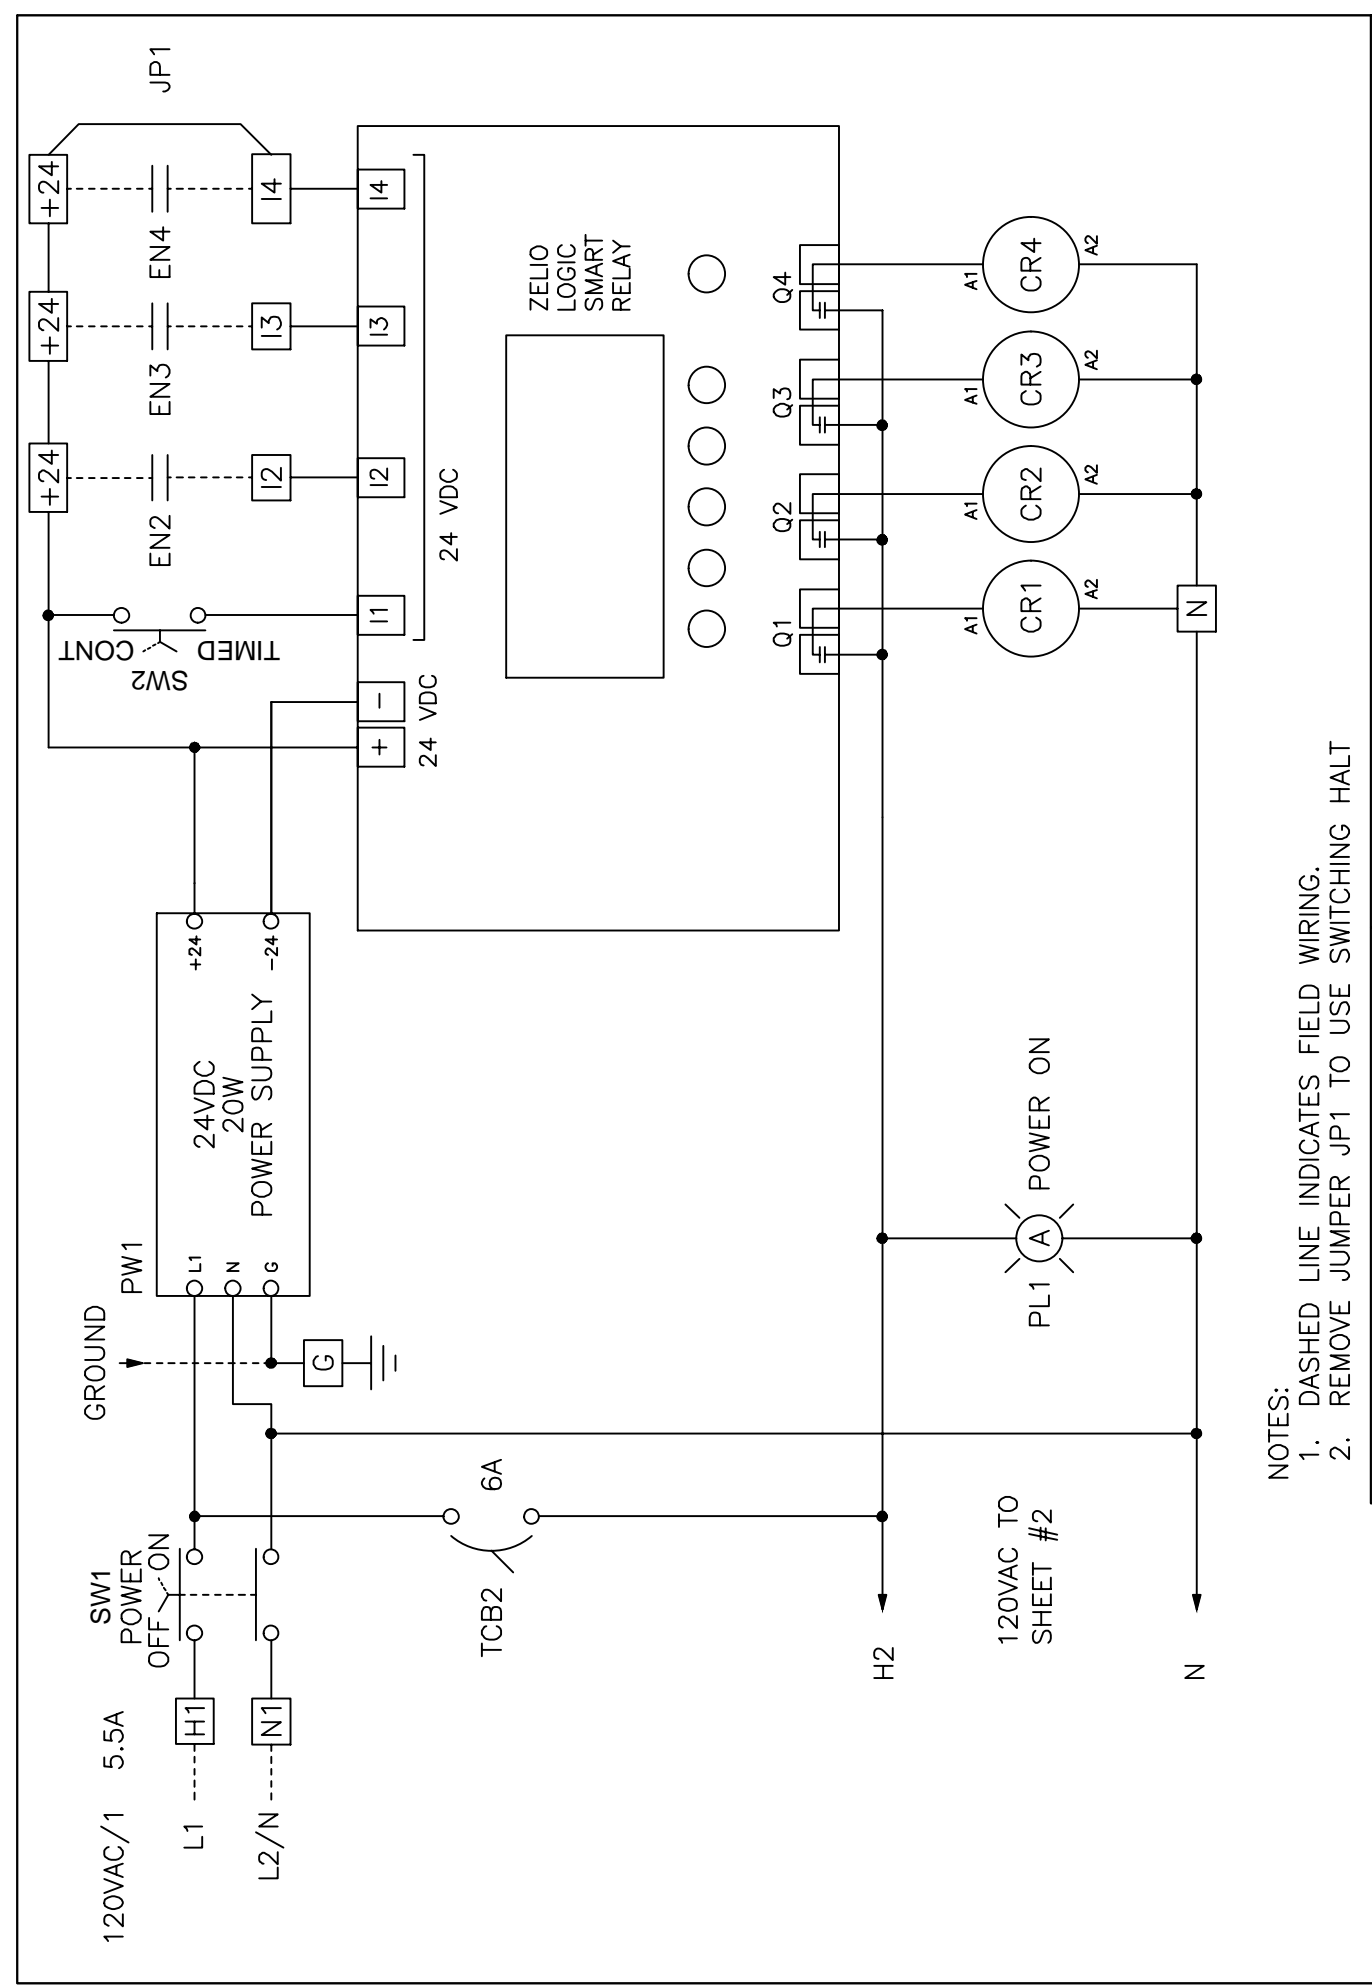 120VAC/1 5.5A
L1
H1
L2/N
N1
SW1
POWER
OFF
ON
GROUND
G
PW1
L1
N
G
24VDC
20W
POWER SUPPLY
+24
-24
TCB2
6A
SW2
CONT
TIMED
+24
+24
+24
EN2
EN3
EN4
JP1
I2
I3
I4
+
-
I1
I2
I3
I4
24 VDC
24 VDC
ZELIO
LOGIC
SMART
RELAY
Q1
Q2
Q3
Q4
H2
A1
CR1
A2
A1
CR2
A2
A1
CR3
A2
A1
CR4
A2
PL1
A
POWER ON
120VAC TO
SHEET #2
N
N
NOTES:
1. DASHED LINE INDICATES FIELD WIRING.
2. REMOVE JUMPER JP1 TO USE SWITCHING HALT